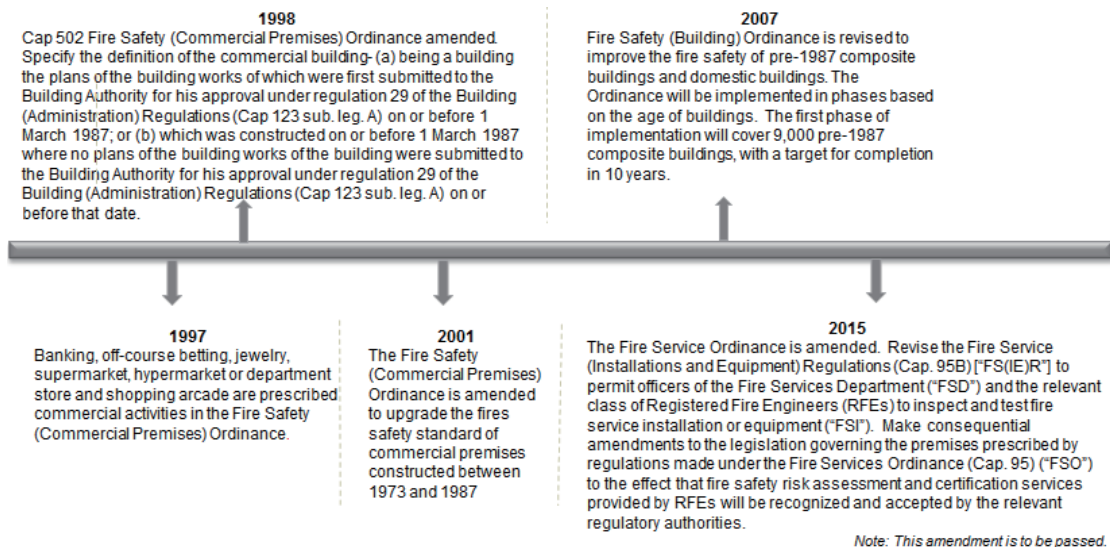 1998
Cap 502 Fire Safety (Commercial Premises) Ordinance amended.
Specify the definition of the commercial building- (a) being a building
the plans of the building works of which were first submitted to the
Building Authority for his approval under regulation 29 of the Building
(Administration) Regulations (Cap 123 sub. leg. A) on or before 1
March 1987; or (b) which was constructed on or before 1 March 1987
where no plans of the building works of the building were submitted to
the Building Authority for his approval under regulation 29 of the
Building (Administration) Regulations (Cap 123 sub. leg. A) on or
before that date.
2007
Fire Safety (Building) Ordinance is revised to
improve the fire safety of pre-1987 composite
buildings and domestic buildings. The
Ordinance will be implemented in phases based
on the age of buildings. The first phase of
implementation will cover 9,000 pre-1987
composite buildings, with a target for completion
in 10 years.
1997
Banking, off-course betting, jewelry,
supermarket, hypermarket or department
store and shopping arcade are prescribed
commercial activities in the Fire Safety
(Commercial Premises) Ordinance.
2001
The Fire Safety
(Commercial Premises)
Ordinance is amended
to upgrade the fires
safety standard of
commercial premises
constructed between
1973 and 1987
2015
The Fire Service Ordinance is amended. Revise the Fire Service
(Installations and Equipment) Regulations (Cap. 95B) ["FS(IE)R"] to
permit officers of the Fire Services Department ("FSD") and the relevant
class of Registered Fire Engineers (RFEs) to inspect and test fire
service installation or equipment ("FSI"). Make consequential
amendments to the legislation governing the premises prescribed by
regulations made under the Fire Services Ordinance (Cap. 95) ("FSO")
to the effect that fire safety risk assessment and certification services
provided by RFEs will be recognized and accepted by the relevant
regulatory authorities.
Note: This amendment is to be passed.